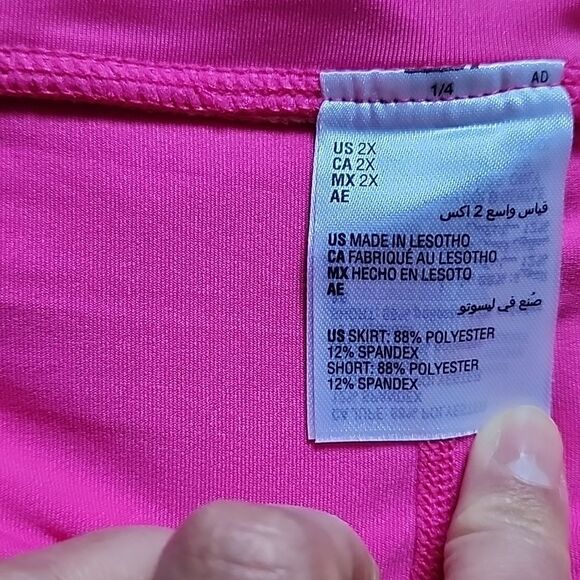 1/4 AD
US 2X
CA 2X
MX 2X
AE
قياس واسع 2 اكس
US MADE IN LESOTHO
CA FABRIQUÉ AU LESOTHO
MX HECHO EN LESOTO
AE
صُنع في ليسوتو
US SKIRT: 88% POLYESTER
12% SPANDEX
SHORT: 88% POLYESTER
12% SPANDEX